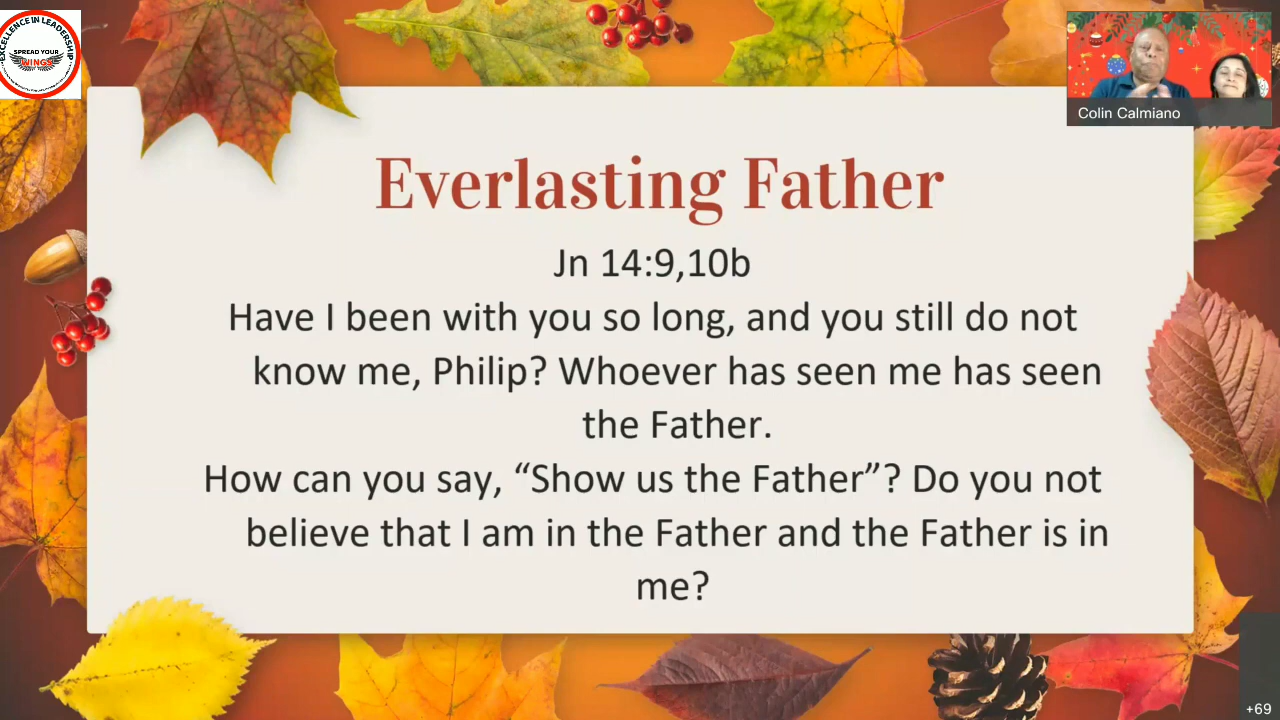 EXCELLENCE IN LEADERSHIP
SPREAD YOUR
WINGS
Colin Calmiano
Everlasting Father
Jn 14:9,10b
Have I been with you so long, and you still do not
know me, Philip? Whoever has seen me has seen
the Father.
How can you say, “Show us the Father”? Do you not
believe that I am in the Father and the Father is in
me?
+69